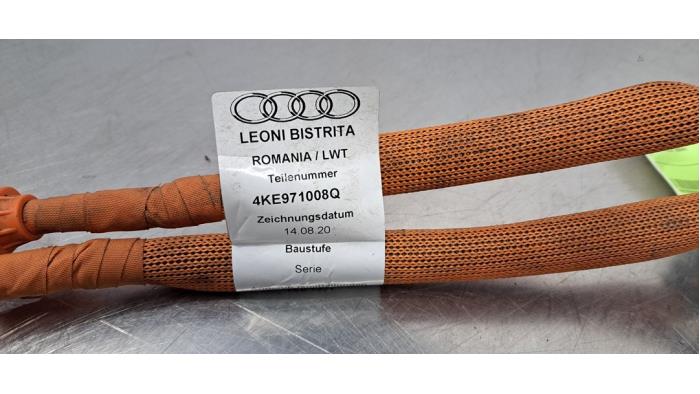 LEONI BISTRITA
ROMANIA / LWT
Teilenummer
4KE971008Q
Zeichnungsdatum
14.08.20
Baustufe
Serie